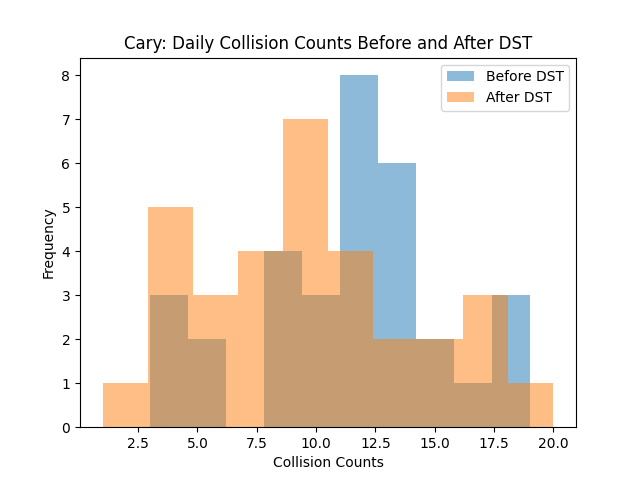 Cary: Daily Collision Counts Before and After DST
Before DST
After DST
8
7
6
5
4
3
2
1
0
Frequency
2.5 5.0 7.5 10.0 12.5 15.0 17.5 20.0
Collision Counts